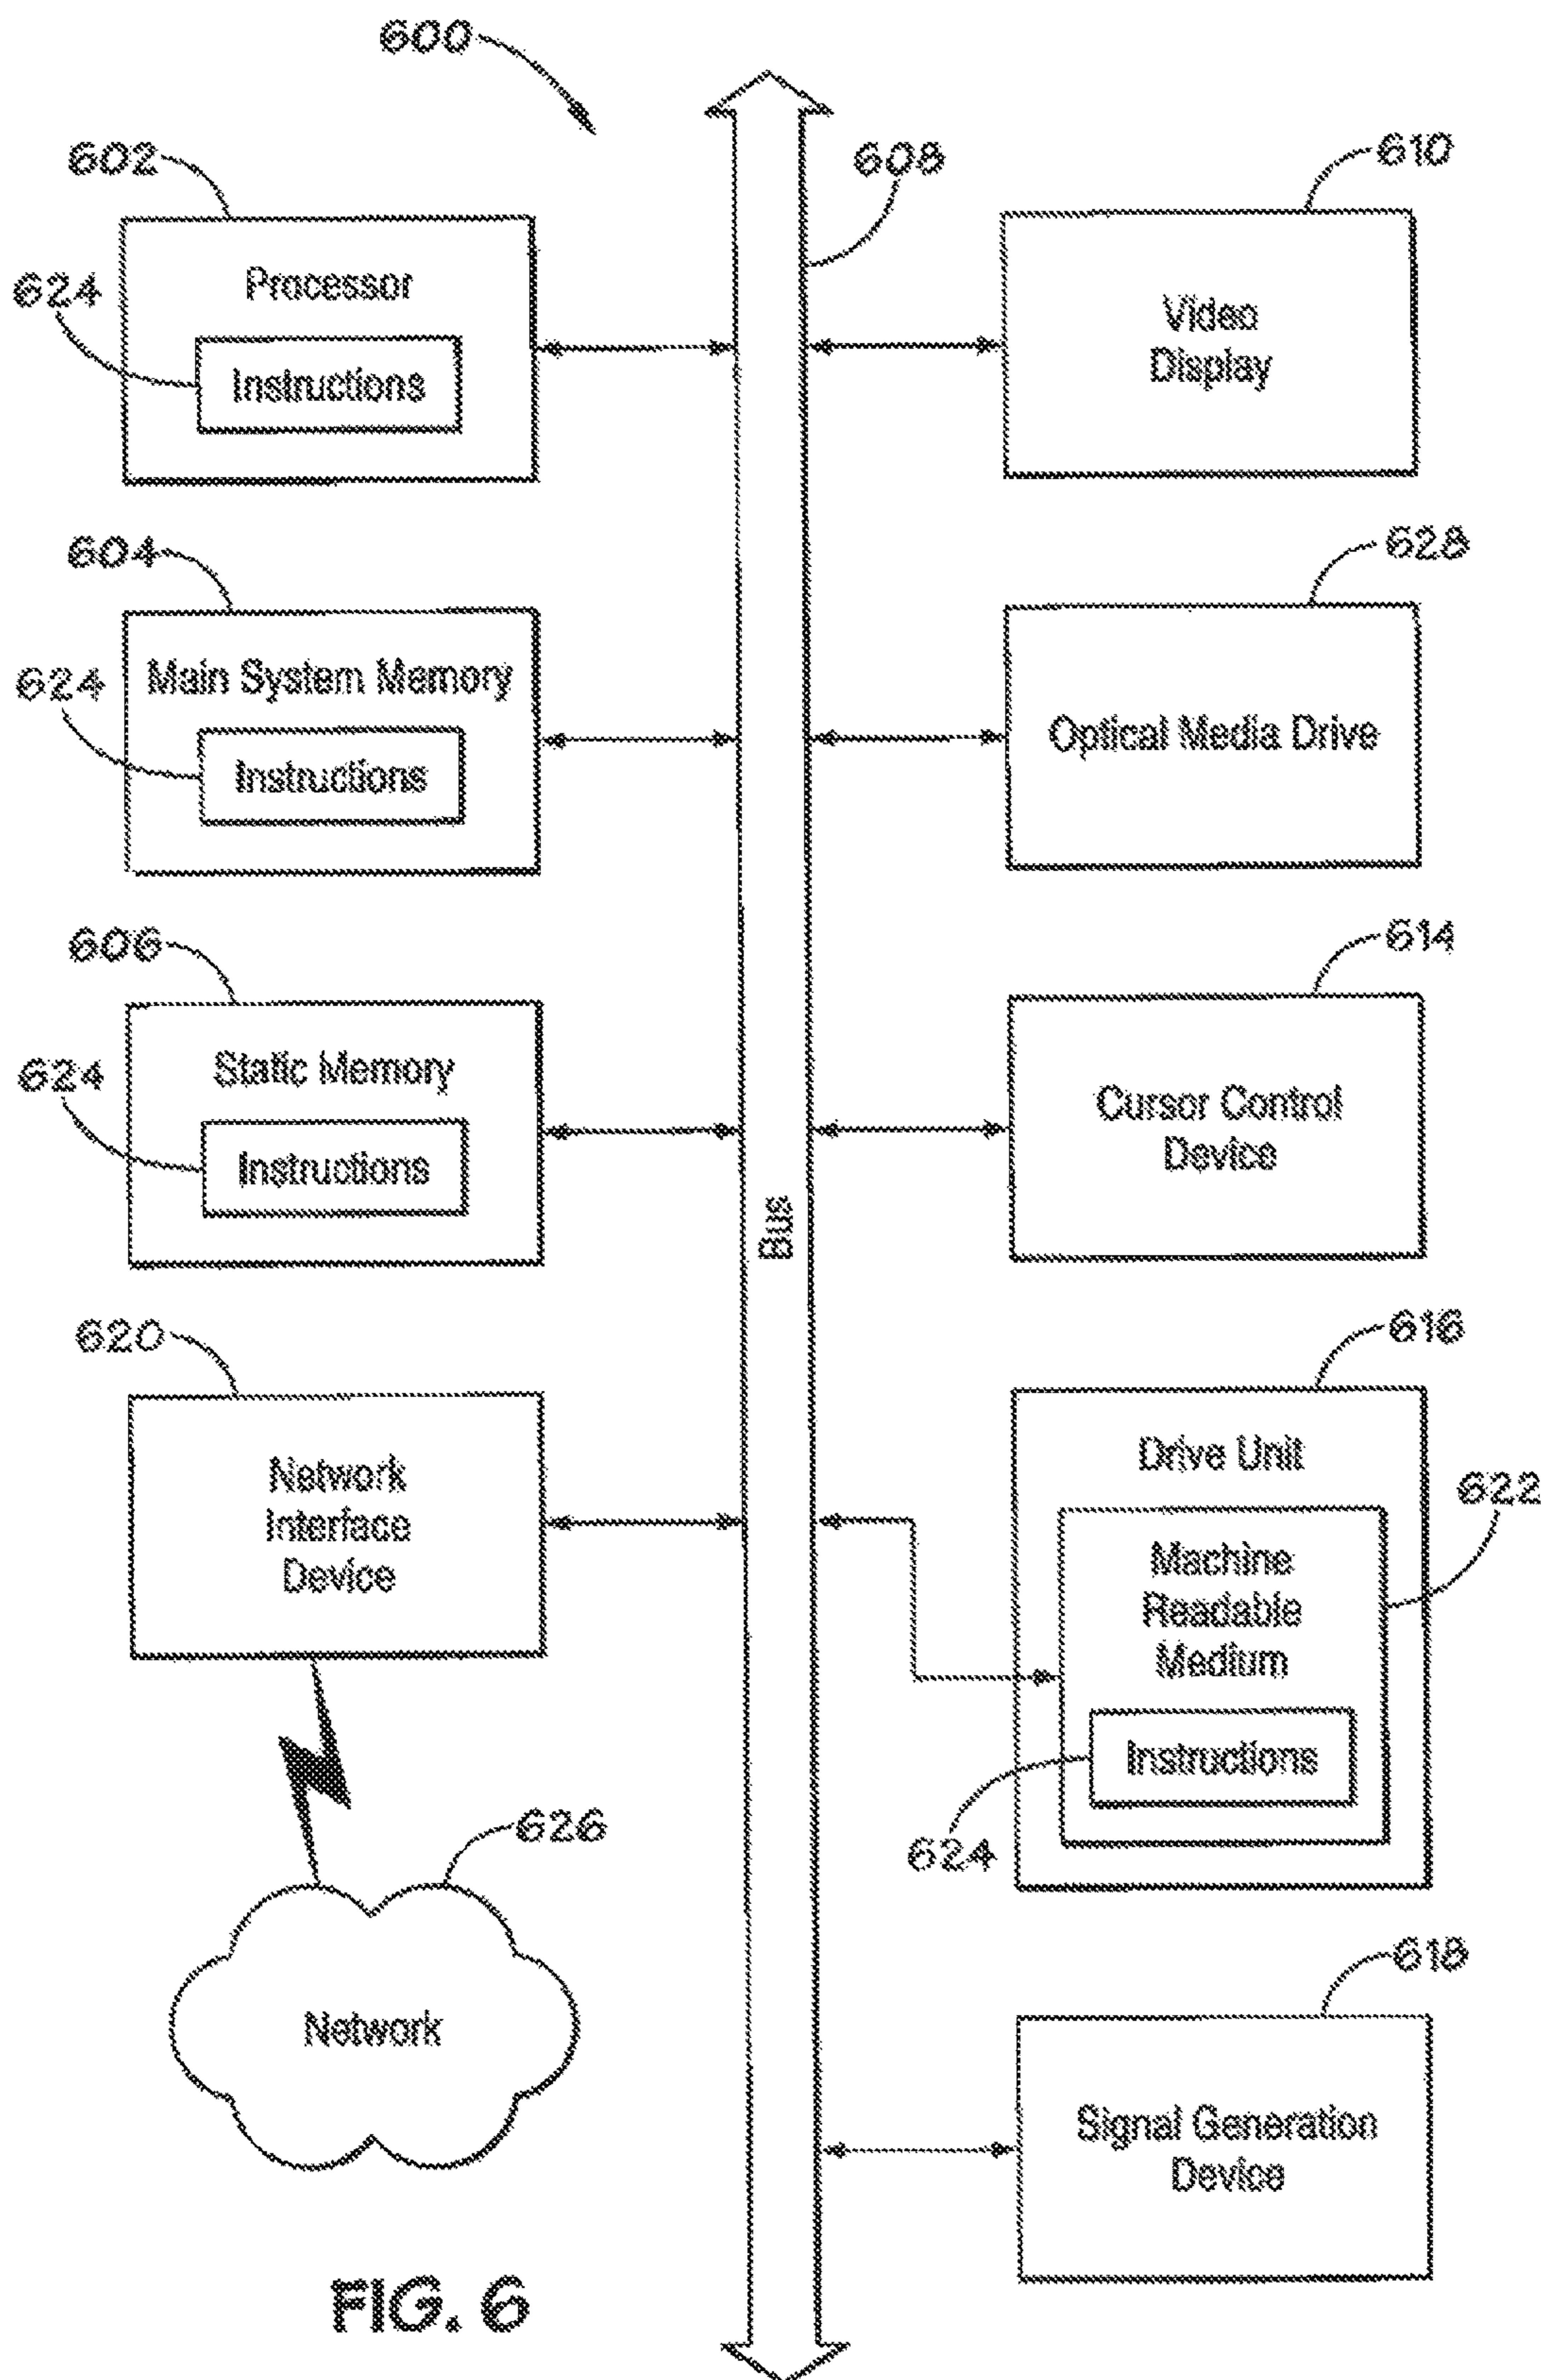 600
602
608
610
Processor
624
Instructions
Video
Display
604
628
Main System Memory
624
Instructions
Optical Media Drive
606
614
Static Memory
624
Instructions
Cursor Control
Device
Bus
620
616
Network
Interface
Device
Drive Unit
622
Machine
Readable
Medium
Instructions
624
626
Network
618
Signal Generation
Device
FIG. 6